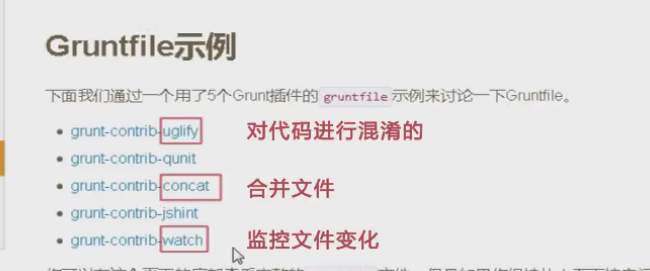 Gruntfile示例
下面我们通过一个用了5个Grunt插件的 gruntfile 示例来讨论一下Gruntfile。
grunt-contrib-uglify 对代码进行混淆的
grunt-contrib-qunit
grunt-contrib-concat 合并文件
grunt-contrib-jshint
grunt-contrib-watch 监控文件变化